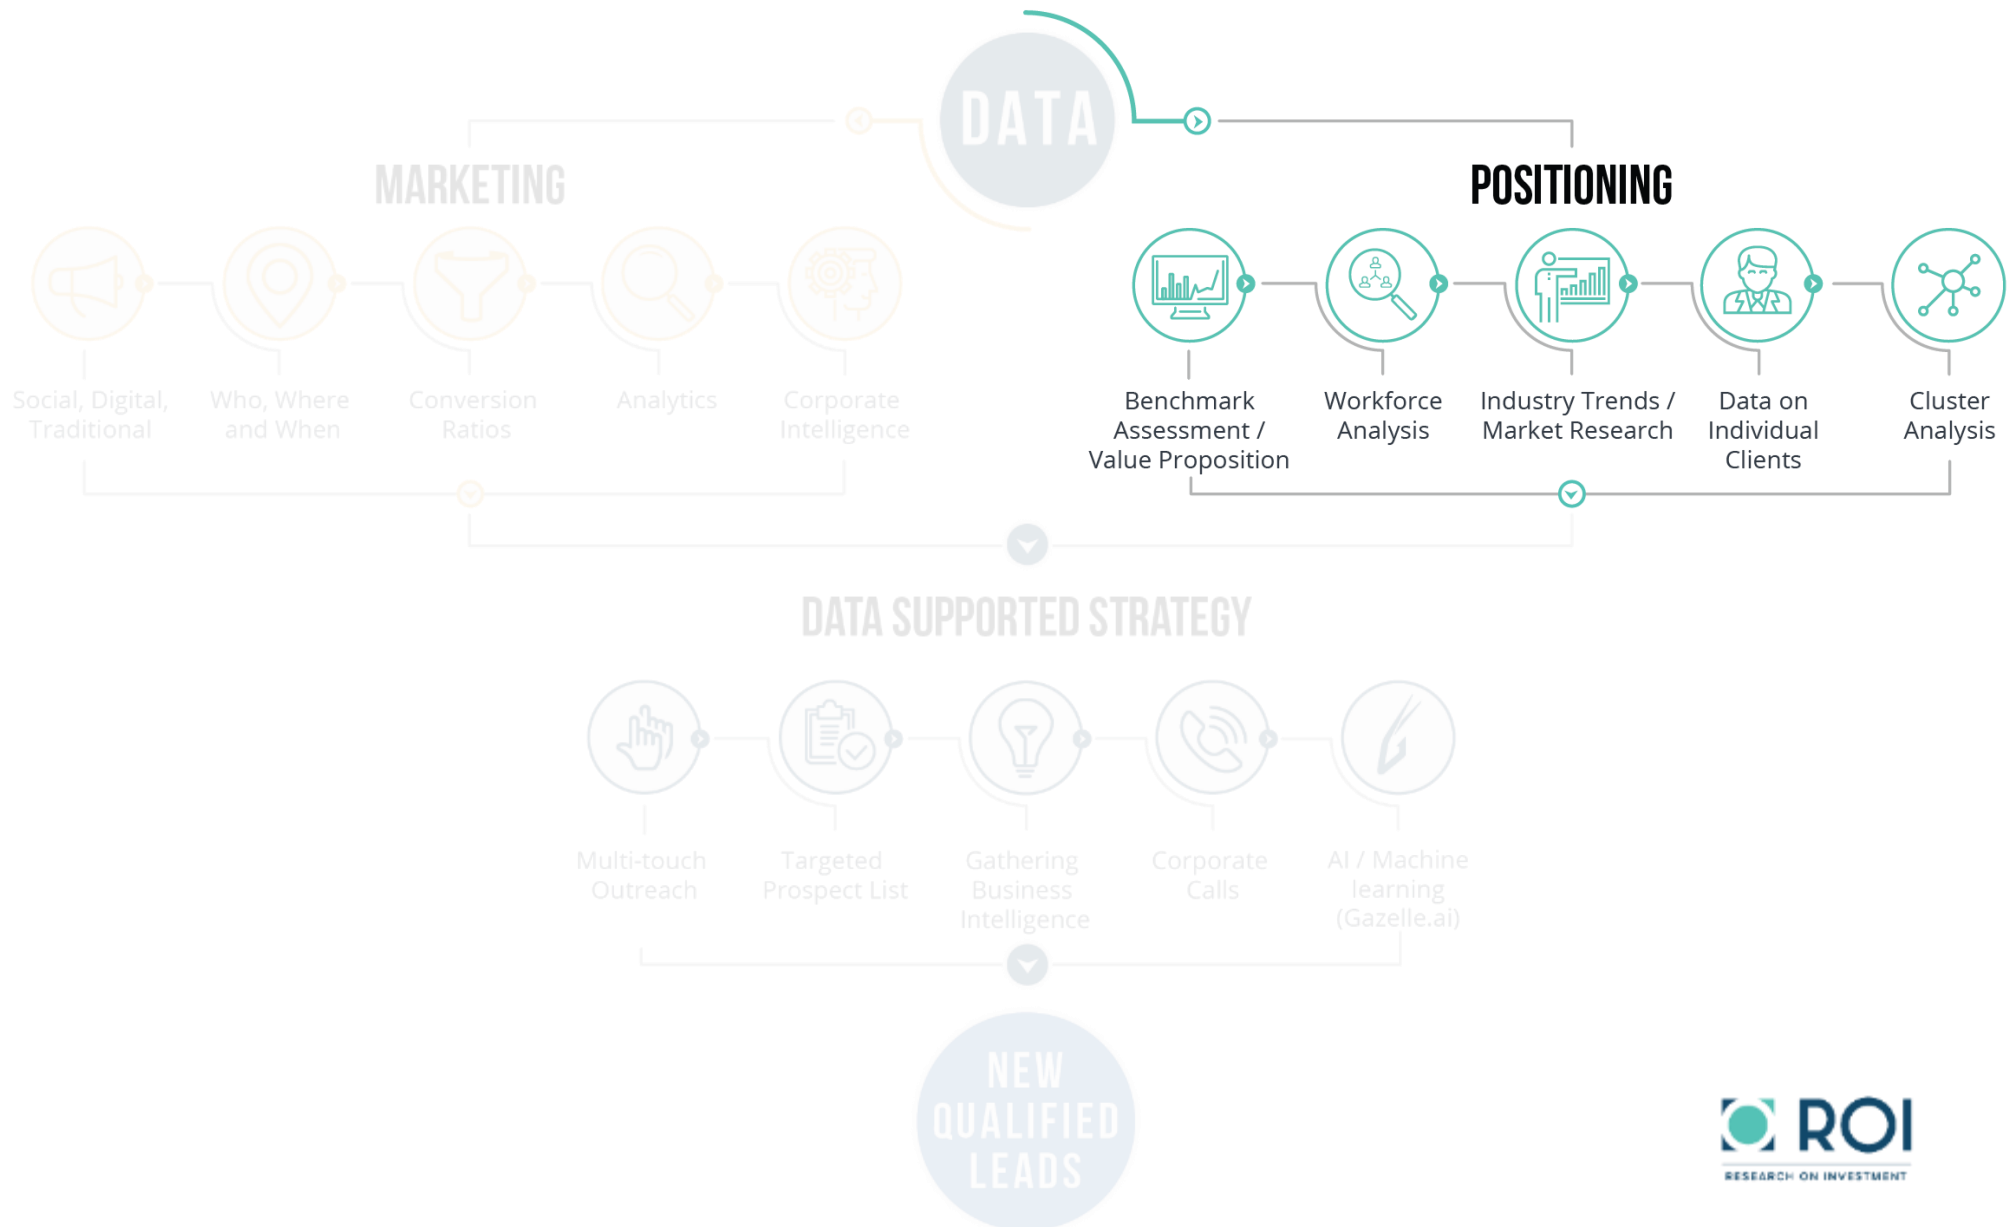 DATA
MARKETING
Social, Digital,
Traditional
Who, Where
and When
Conversion
Ratios
Analytics
Corporate
Intelligence
POSITIONING
Benchmark
Assessment /
Value Proposition
Workforce
Analysis
Industry Trends /
Market Research
Data on
Individual
Clients
Cluster
Analysis
DATA SUPPORTED STRATEGY
Multi-touch
Outreach
Targeted
Prospect List
Gathering
Business
Intelligence
Corporate
Calls
AI / Machine
learning
(Gazelle.ai)
NEW
QUALIFIED
LEADS
ROI
RESEARCH ON INVESTMENT